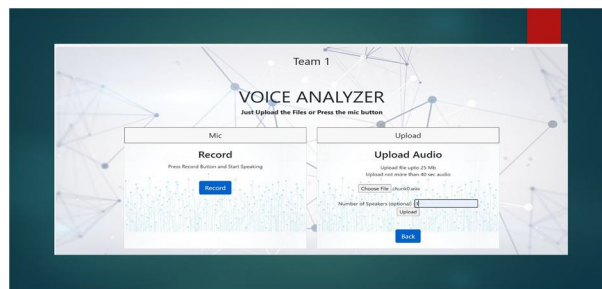 Team 1
VOICE ANALYZER
Just Upload the Files or Press the mic button
Mic
Record
Press Record Button and Start Speaking
Record
Upload
Upload Audio
Upload file upto 25 Mb
Upload not more than 40 sec audio
Choose File chunk0.wav
Number of Speakers (optional)
Upload
Back